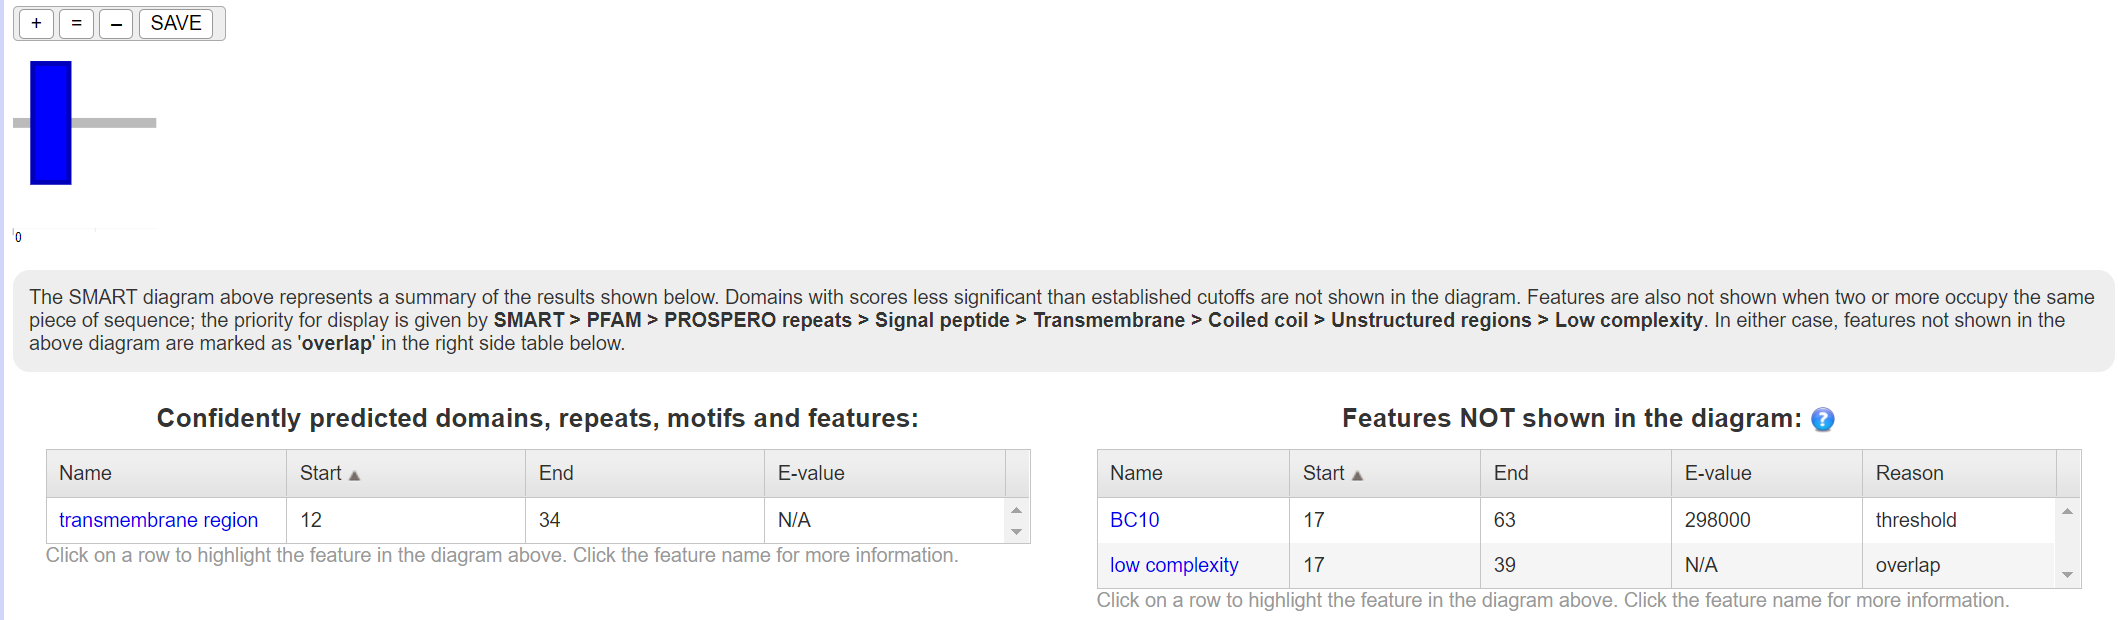 + = – SAVE
0
The SMART diagram above represents a summary of the results shown below. Domains with scores less significant than established cutoffs are not shown in the diagram. Features are also not shown when two or more occupy the same
piece of sequence; the priority for display is given by SMART > PFAM > PROSPERO repeats > Signal peptide > Transmembrane > Coiled coil > Unstructured regions > Low complexity. In either case, features not shown in the
above diagram are marked as 'overlap' in the right side table below.
Confidently predicted domains, repeats, motifs and features:
Name Start ▲ End E-value
transmembrane region 12 34 N/A
Click on a row to highlight the feature in the diagram above. Click the feature name for more information.
Features NOT shown in the diagram: ?
Name Start ▲ End E-value Reason
BC10 17 63 298000 threshold
low complexity 17 39 N/A overlap
Click on a row to highlight the feature in the diagram above. Click the feature name for more information.